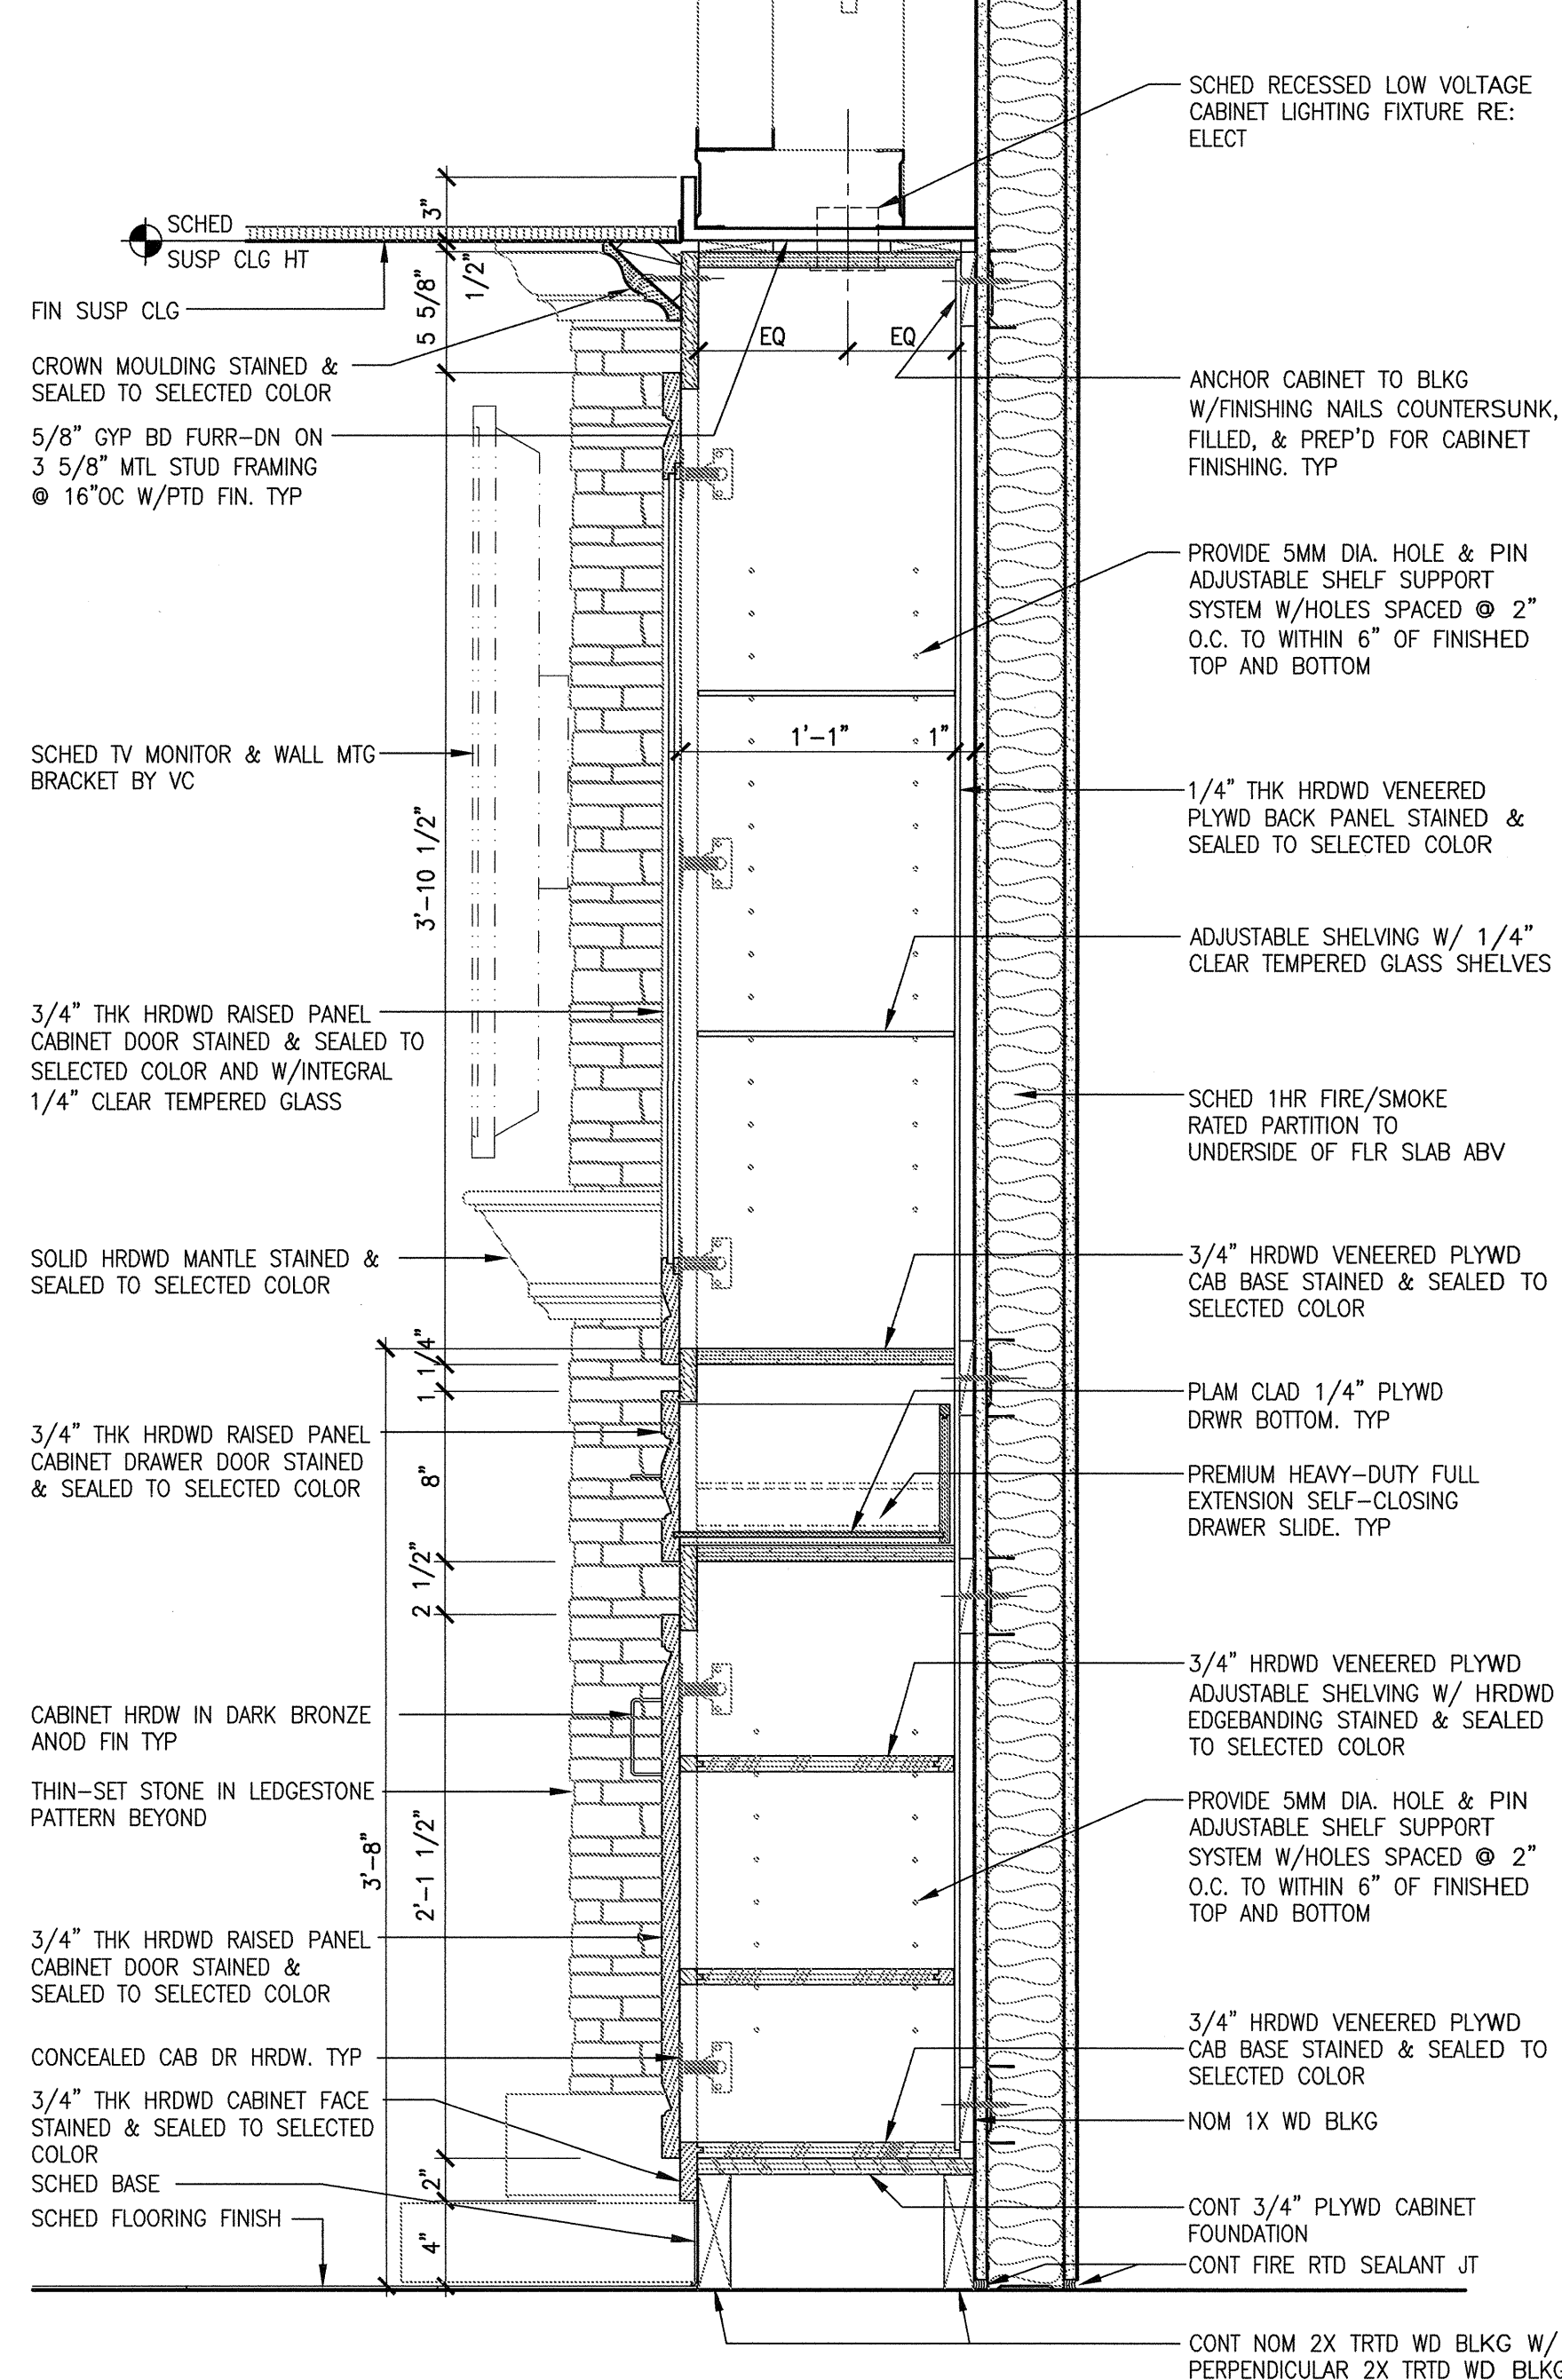 SCHED RECESSED LOW VOLTAGE
CABINET LIGHTING FIXTURE RE:
ELECT
3"
SCHED
SUSP CLG HT
1/2"
5 5/8"
FIN SUSP CLG
CROWN MOULDING STAINED &
SEALED TO SELECTED COLOR
5/8" GYP BD FURR-DN ON
3 5/8" MTL STUD FRAMING
@ 16"OC W/PTD FIN. TYP
EQ
EQ
ANCHOR CABINET TO BLKG
W/FINISHING NAILS COUNTERSUNK,
FILLED, & PREP'D FOR CABINET
FINISHING. TYP
PROVIDE 5MM DIA. HOLE & PIN
ADJUSTABLE SHELF SUPPORT
SYSTEM W/HOLES SPACED @ 2"
O.C. TO WITHIN 6" OF FINISHED
TOP AND BOTTOM
SCHED TV MONITOR & WALL MTG
BRACKET BY VC
1'-1"
1"
1/4" THK HRDWD VENEERED
PLYWD BACK PANEL STAINED &
SEALED TO SELECTED COLOR
3'-10 1/2"
ADJUSTABLE SHELVING W/ 1/4"
CLEAR TEMPERED GLASS SHELVES
3/4" THK HRDWD RAISED PANEL
CABINET DOOR STAINED & SEALED TO
SELECTED COLOR AND W/INTEGRAL
1/4" CLEAR TEMPERED GLASS
SCHED 1HR FIRE/SMOKE
RATED PARTITION TO
UNDERSIDE OF FLR SLAB ABV
SOLID HRDWD MANTLE STAINED &
SEALED TO SELECTED COLOR
3/4" HRDWD VENEERED PLYWD
CAB BASE STAINED & SEALED TO
SELECTED COLOR
1 1/4"
PLAM CLAD 1/4" PLYWD
DRWR BOTTOM. TYP
3/4" THK HRDWD RAISED PANEL
CABINET DRAWER DOOR STAINED
& SEALED TO SELECTED COLOR
8"
PREMIUM HEAVY-DUTY FULL
EXTENSION SELF-CLOSING
DRAWER SLIDE. TYP
2 1/2"
3/4" HRDWD VENEERED PLYWD
ADJUSTABLE SHELVING W/ HRDWD
EDGEBANDING STAINED & SEALED
TO SELECTED COLOR
CABINET HRDW IN DARK BRONZE
ANOD FIN TYP
THIN-SET STONE IN LEDGESTONE
PATTERN BEYOND
PROVIDE 5MM DIA. HOLE & PIN
ADJUSTABLE SHELF SUPPORT
SYSTEM W/HOLES SPACED @ 2"
O.C. TO WITHIN 6" OF FINISHED
TOP AND BOTTOM
3'-8"
2'-1 1/2"
3/4" THK HRDWD RAISED PANEL
CABINET DOOR STAINED &
SEALED TO SELECTED COLOR
3/4" HRDWD VENEERED PLYWD
CAB BASE STAINED & SEALED TO
SELECTED COLOR
CONCEALED CAB DR HRDW. TYP
3/4" THK HRDWD CABINET FACE
STAINED & SEALED TO SELECTED
COLOR
NOM 1X WD BLKG
SCHED BASE
2"
SCHED FLOORING FINISH
4"
CONT 3/4" PLYWD CABINET
FOUNDATION
CONT FIRE RTD SEALANT JT
CONT NOM 2X TRTD WD BLKG W/
PERPENDICULAR 2X TRTD WD BLKG